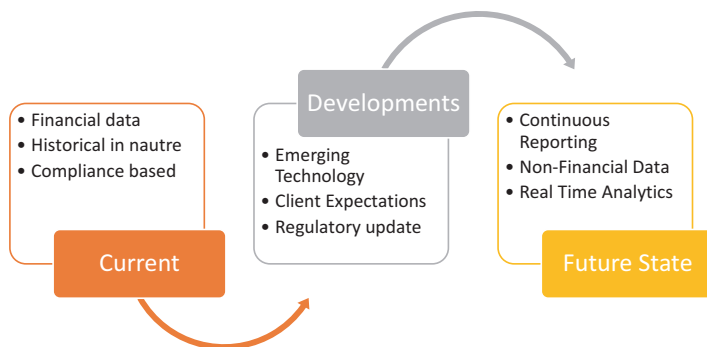 • Financial data
• Historical in nautre
• Compliance based
Current
Developments
• Emerging
Technology
• Client Expectations
• Regulatory update
• Continuous
Reporting
• Non-Financial Data
• Real Time Analytics
Future State